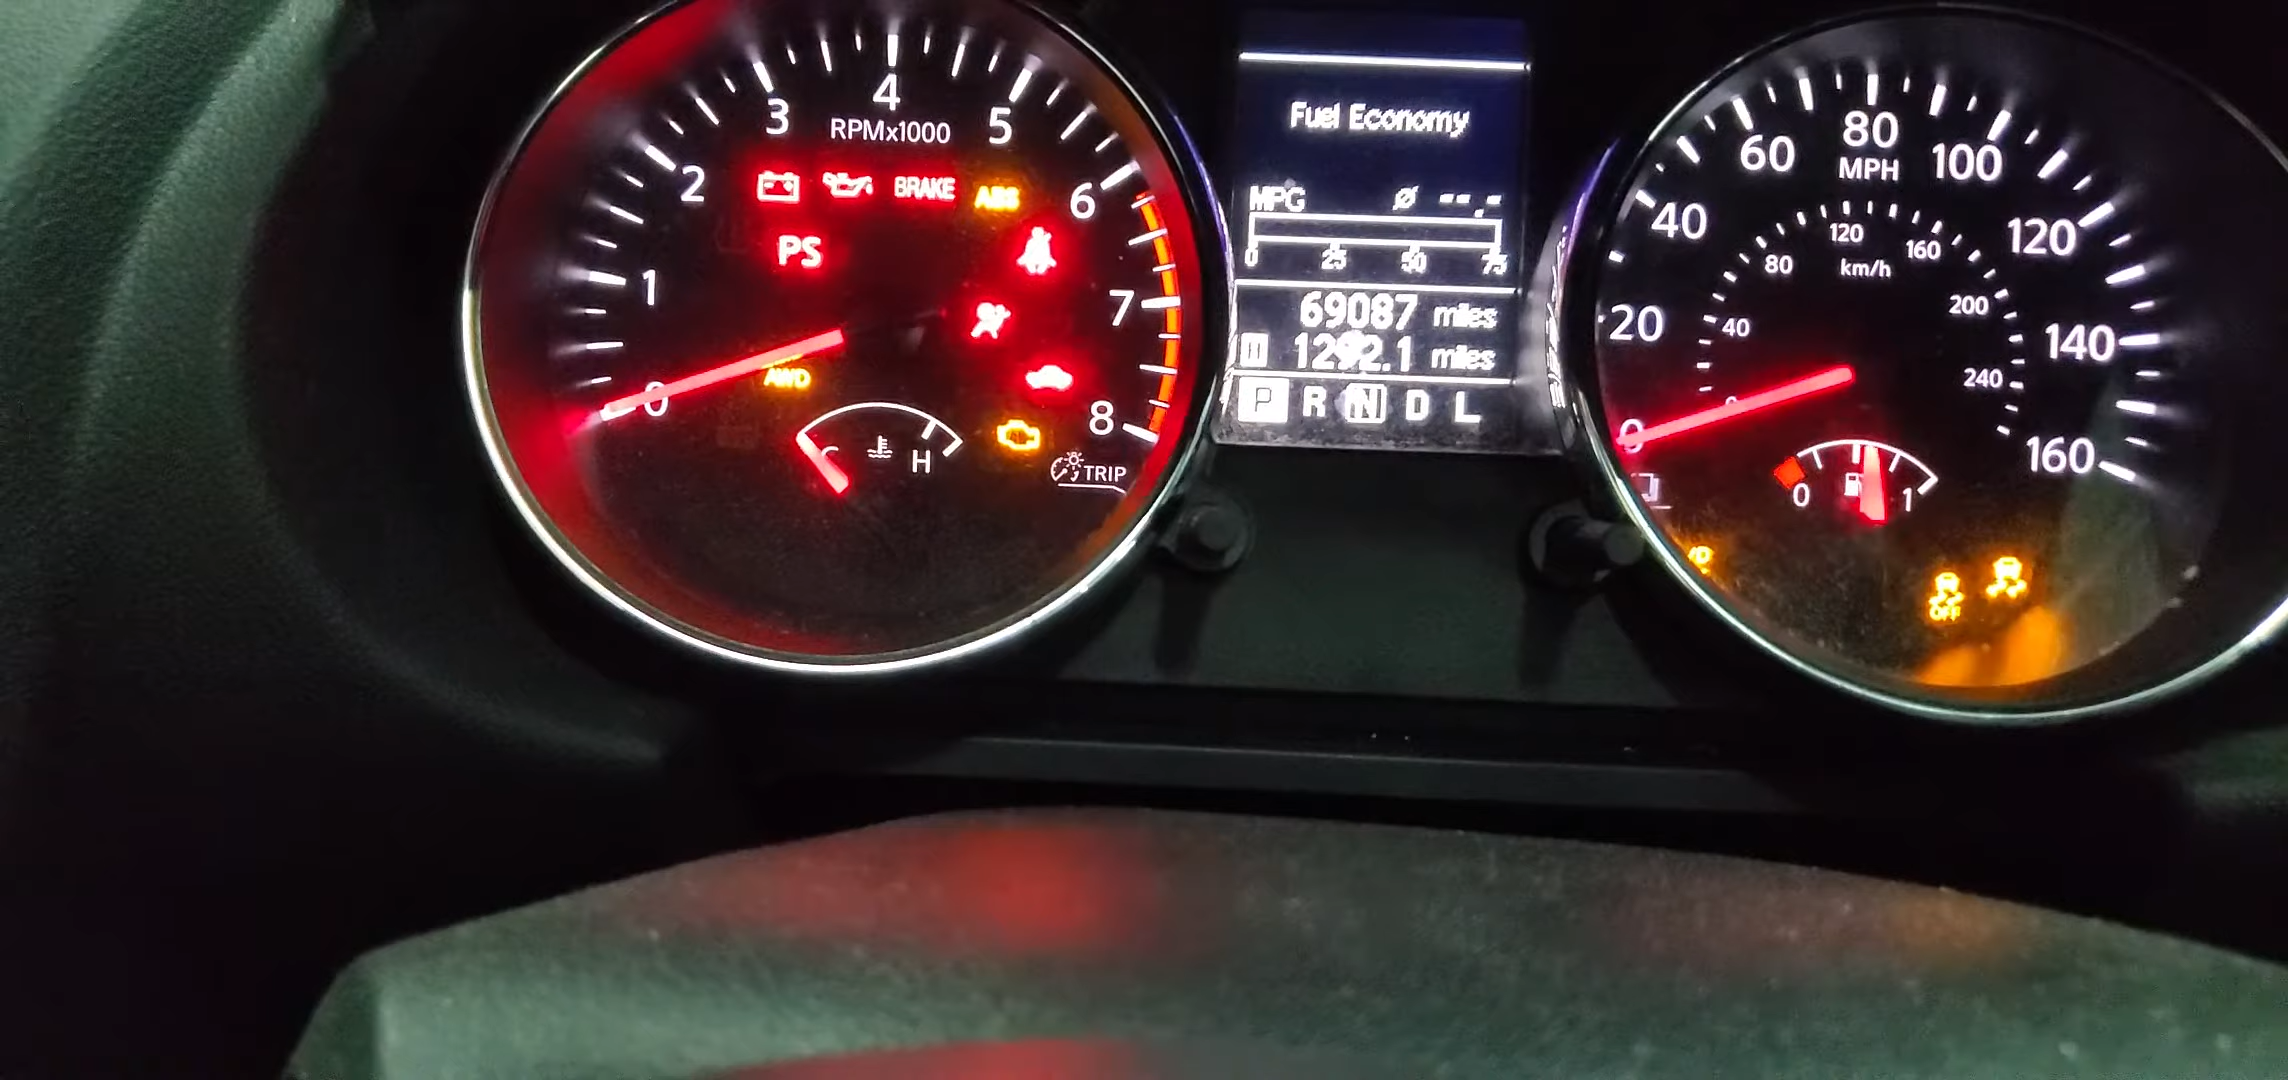 4
3
5
RPMx1000
2
BRAKE
ABS
6
PS
1
7
0
AWD
8
C
H
TRIP
Fuel Economy
MPG ø --.-
0 25 50 75
69087 miles
1292.1 miles
P R N D L
80
60
100
MPH
40
120
120
80
160
km/h
200
20
40
140
240
0
0
160
0
1
OFF